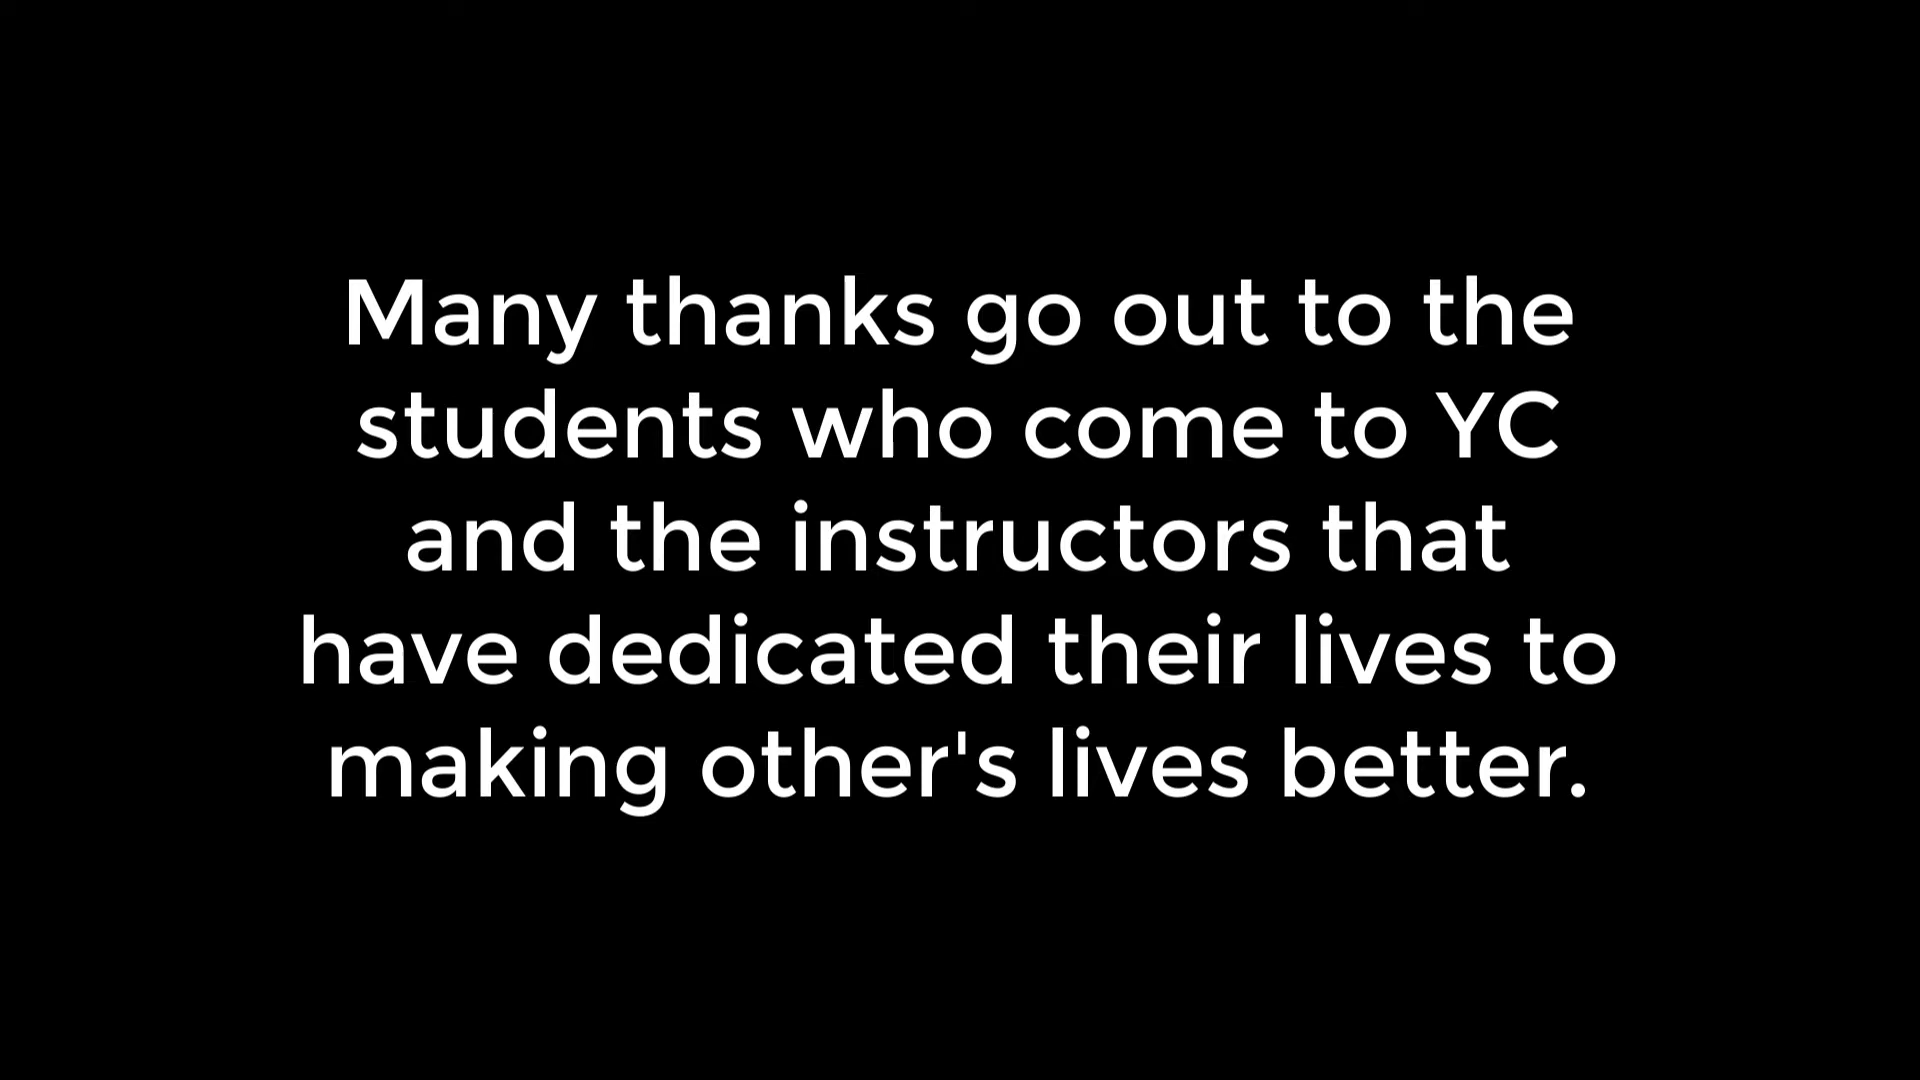 Many thanks go out to the
students who come to YC
and the instructors that
have dedicated their lives to
making other's lives better.